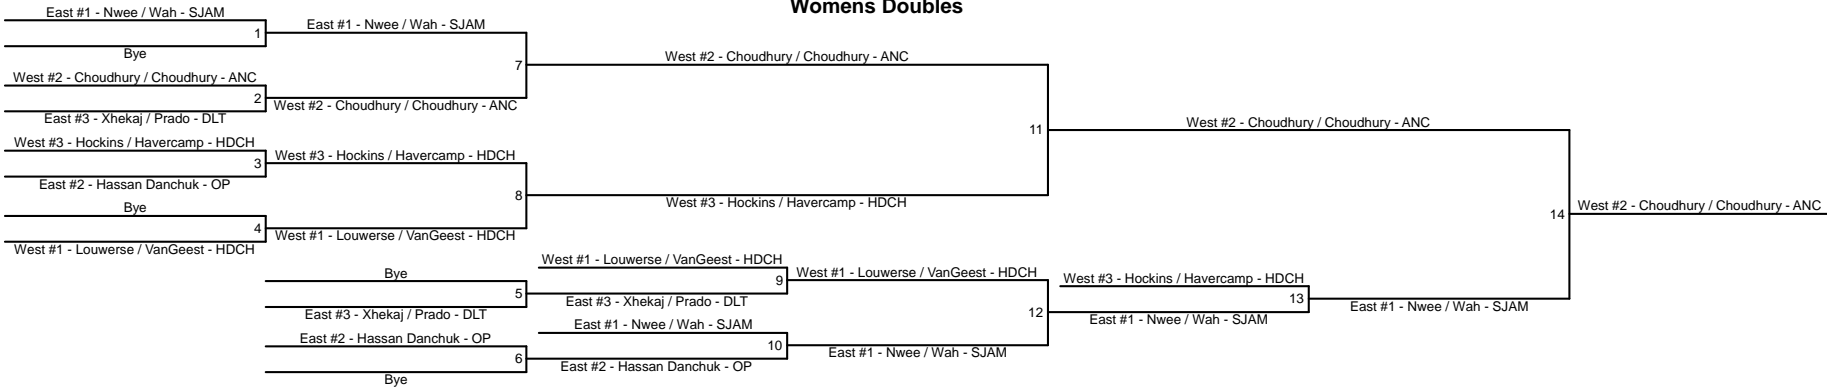 Womens Doubles
East #1 - Nwee / Wah - SJAM
1
Bye
West #2 - Choudhury / Choudhury - ANC
2
East #3 - Xhekaj / Prado - DLT
West #3 - Hockins / Havercamp - HDCH
3
East #2 - Hassan Danchuk - OP
Bye
4
West #1 - Louwerse / VanGeest - HDCH
East #1 - Nwee / Wah - SJAM
7
West #2 - Choudhury / Choudhury - ANC
West #3 - Hockins / Havercamp - HDCH
8
West #1 - Louwerse / VanGeest - HDCH
Bye
5
East #3 - Xhekaj / Prado - DLT
East #2 - Hassan Danchuk - OP
6
Bye
West #2 - Choudhury / Choudhury - ANC
11
West #3 - Hockins / Havercamp - HDCH
West #1 - Louwerse / VanGeest - HDCH
9
East #3 - Xhekaj / Prado - DLT
East #1 - Nwee / Wah - SJAM
10
East #2 - Hassan Danchuk - OP
West #1 - Louwerse / VanGeest - HDCH
12
East #1 - Nwee / Wah - SJAM
West #2 - Choudhury / Choudhury - ANC
14
West #3 - Hockins / Havercamp - HDCH
13
East #1 - Nwee / Wah - SJAM
East #1 - Nwee / Wah - SJAM
West #2 - Choudhury / Choudhury - ANC